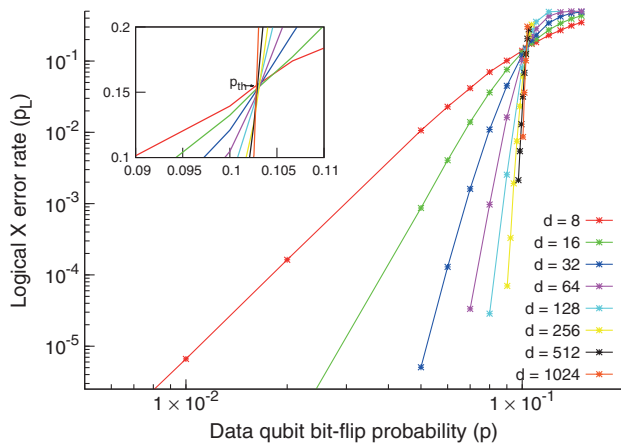 0.2
0.15
0.1
pth
0.09
0.095
0.1
0.105
0.11
Logical X error rate (pL)
10⁻¹
10⁻²
10⁻³
10⁻⁴
10⁻⁵
d = 8
d = 16
d = 32
d = 64
d = 128
d = 256
d = 512
d = 1024
1 × 10⁻²
1 × 10⁻¹
Data qubit bit-flip probability (p)